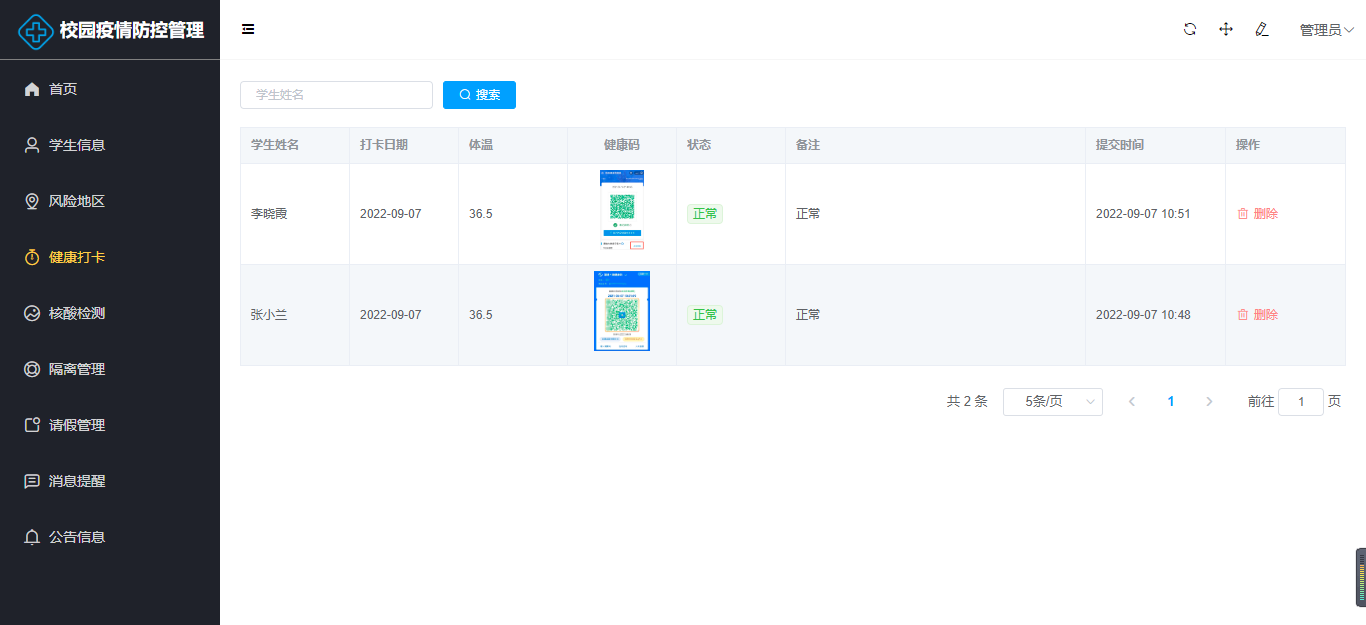 校园疫情防控管理
管理员
首页
学生信息
风险地区
健康打卡
核酸检测
隔离管理
请假管理
消息提醒
公告信息
学生姓名 搜索
学生姓名 打卡日期 体温 健康码 状态 备注 提交时间 操作
李晓霞 2022-09-07 36.5 正常 正常 2022-09-07 10:51 删除
张小兰 2022-09-07 36.5 正常 正常 2022-09-07 10:48 删除
共 2 条 5条/页 1 前往 1 页